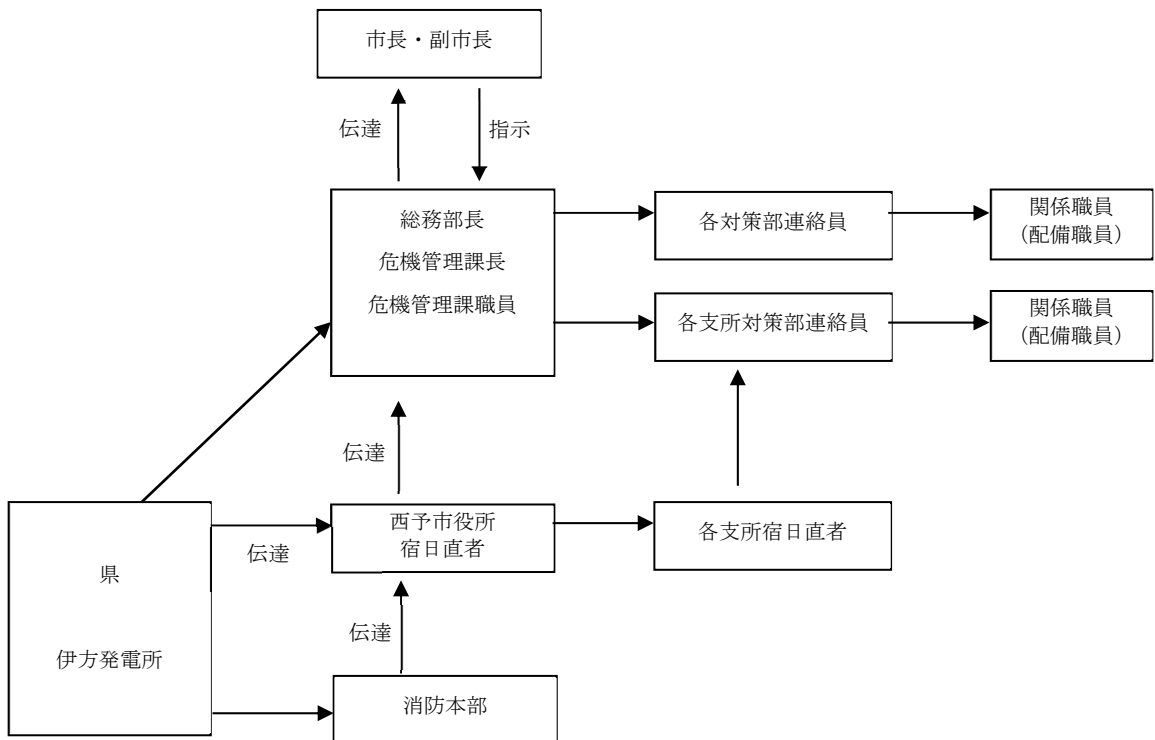 市長・副市長
伝達
指示
総務部長
危機管理課長
危機管理課職員
各対策部連絡員
関係職員
(配備職員)
各支所対策部連絡員
関係職員
(配備職員)
伝達
県
伊方発電所
伝達
西予市役所
宿日直者
各支所宿日直者
伝達
消防本部